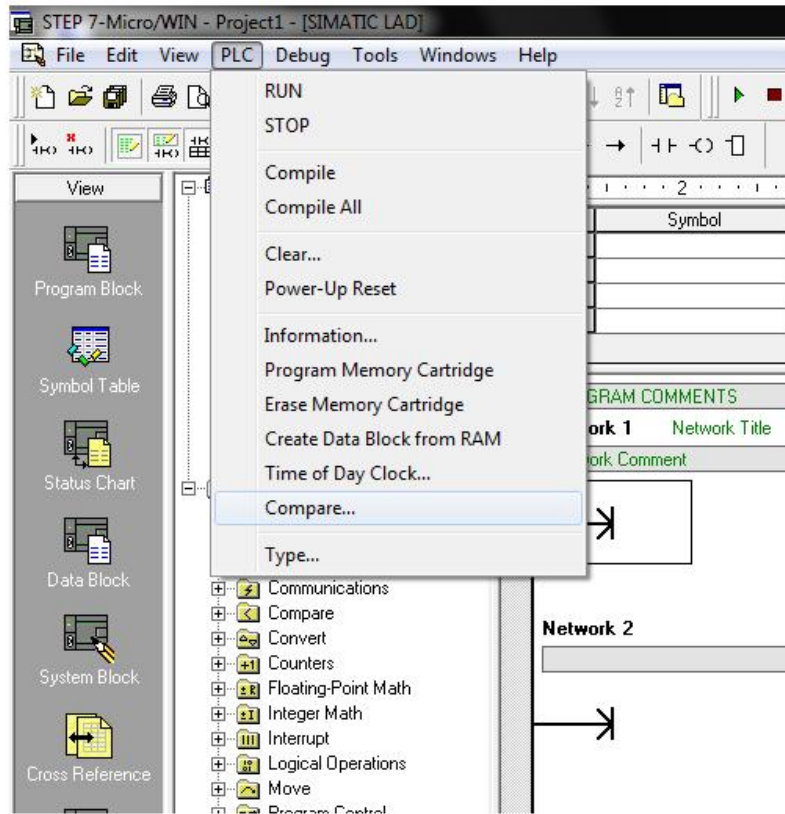 STEP 7-Micro/WIN - Project1 - [SIMATIC LAD]
File Edit View PLC Debug Tools Windows Help
RUN
STOP
Compile
Compile All
Clear...
Power-Up Reset
Information...
Program Memory Cartridge
Erase Memory Cartridge
Create Data Block from RAM
Time of Day Clock...
Compare...
Type...
View
Program Block
Symbol Table
Status Chart
Data Block
System Block
Cross Reference
Communications
Compare
Convert
Counters
Floating-Point Math
Integer Math
Interrupt
Logical Operations
Move
Program Control
2
Symbol
GRAM COMMENTS
ork 1 Network Title
ork Comment
Network 2